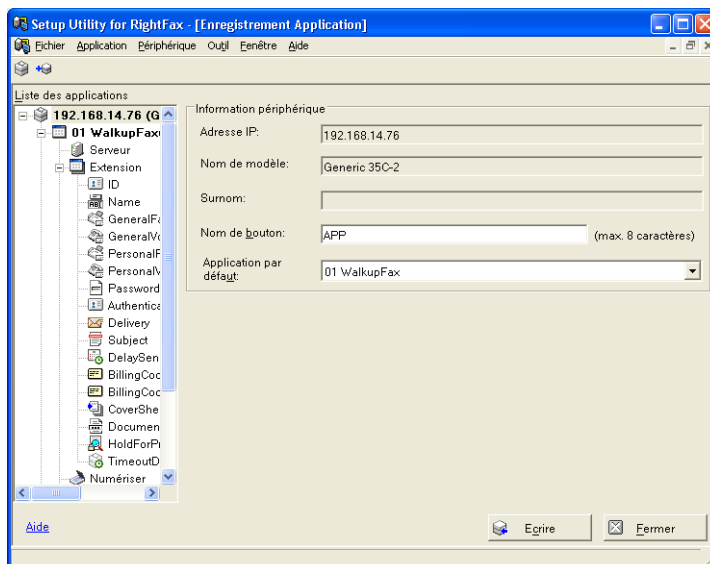 Setup Utility for RightFax - [Enregistrement Application]
Fichier Application Périphérique Outil Fenêtre Aide
Liste des applications
192.168.14.76 (G
01 WalkupFax
Serveur
Extension
ID
Name
GeneralFa
GeneralVo
PersonalF
PersonalV
Password
Authentica
Delivery
Subject
DelaySen
BillingCoc
BillingCoc
CoverShe
Documen
HoldForPr
TimeoutD
Numériser
Information périphérique
Adresse IP: 192.168.14.76
Nom de modèle: Generic 35C-2
Surnom:
Nom de bouton: APP (max. 8 caractères)
Application par défaut: 01 WalkupFax
Aide
Ecrire
Fermer